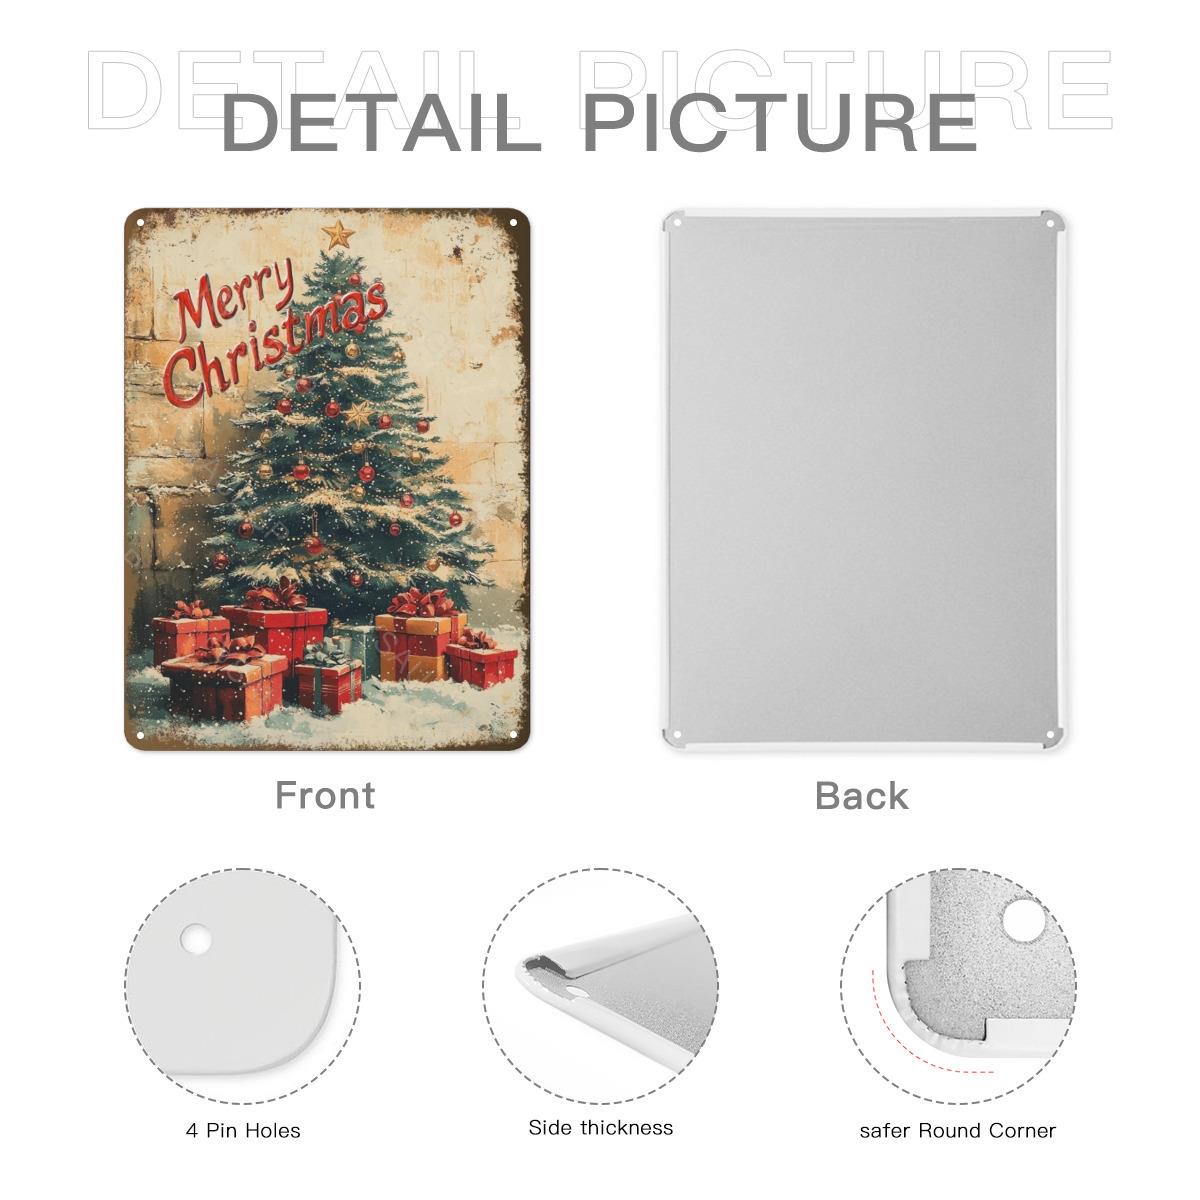 DETAIL PICTURE
DETAIL PICTURE
Merry
Christmas
Front
Back
4 Pin Holes
Side thickness
safer Round Corner